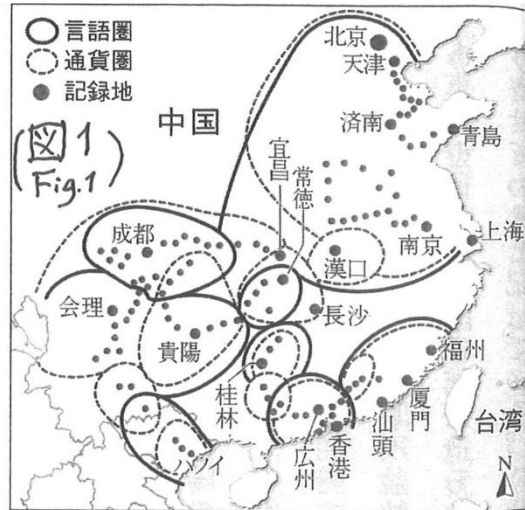 言語圏
通貨圏
記録地
(図1
Fig.1)
中国
北京
天津
済南
青島
宜昌
常徳
成都
南京
上海
漢口
会理
長沙
貴陽
福州
桂林
厦門
台湾
汕頭
香港
広州
ハノイ
N